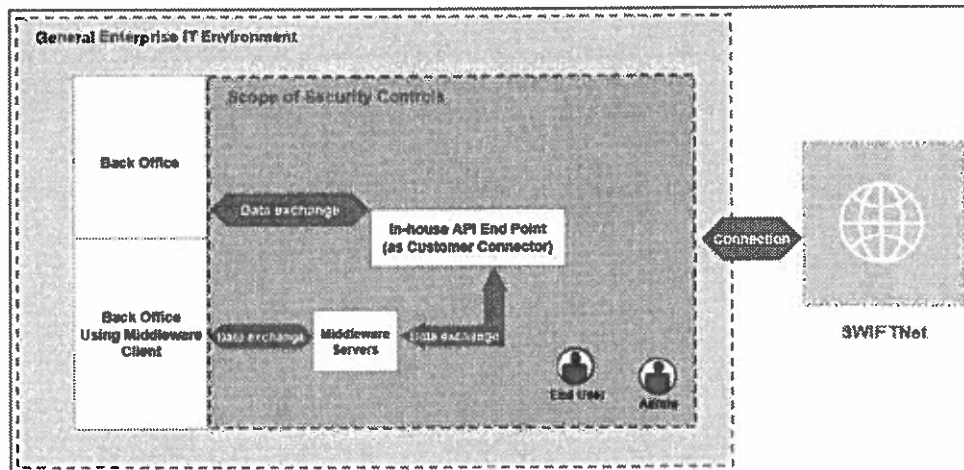 General Enterprise IT Environment
Scope of Security Controls
Back Office
Data exchange
In-house API End Point
(as Customer Connector)
Connection
Back Office
Using Middleware
Client
Data exchange
Middleware
Servers
Data exchange
SWIFTNet
End User
Admin